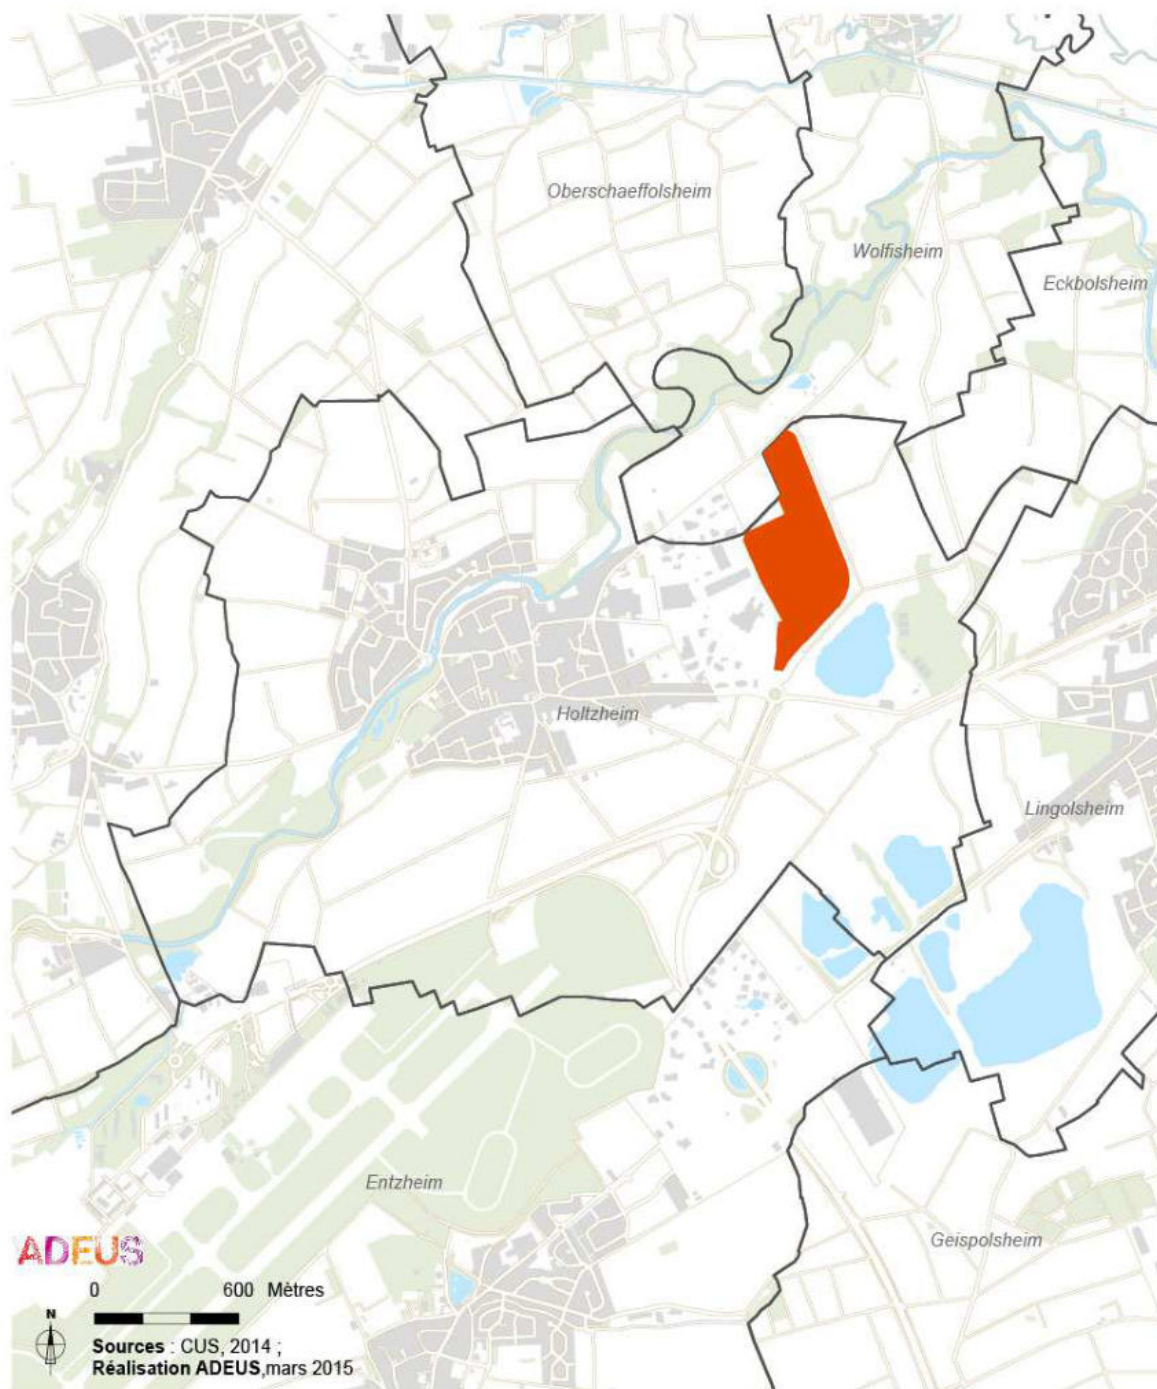 Oberschaeffolsheim
Wolfisheim
Eckbolsheim
Holtzheim
Lingolsheim
Entzheim
Geispolsheim
ADEUS
0 600 Mètres
N
Sources : CUS, 2014 ;
Réalisation ADEUS,mars 2015